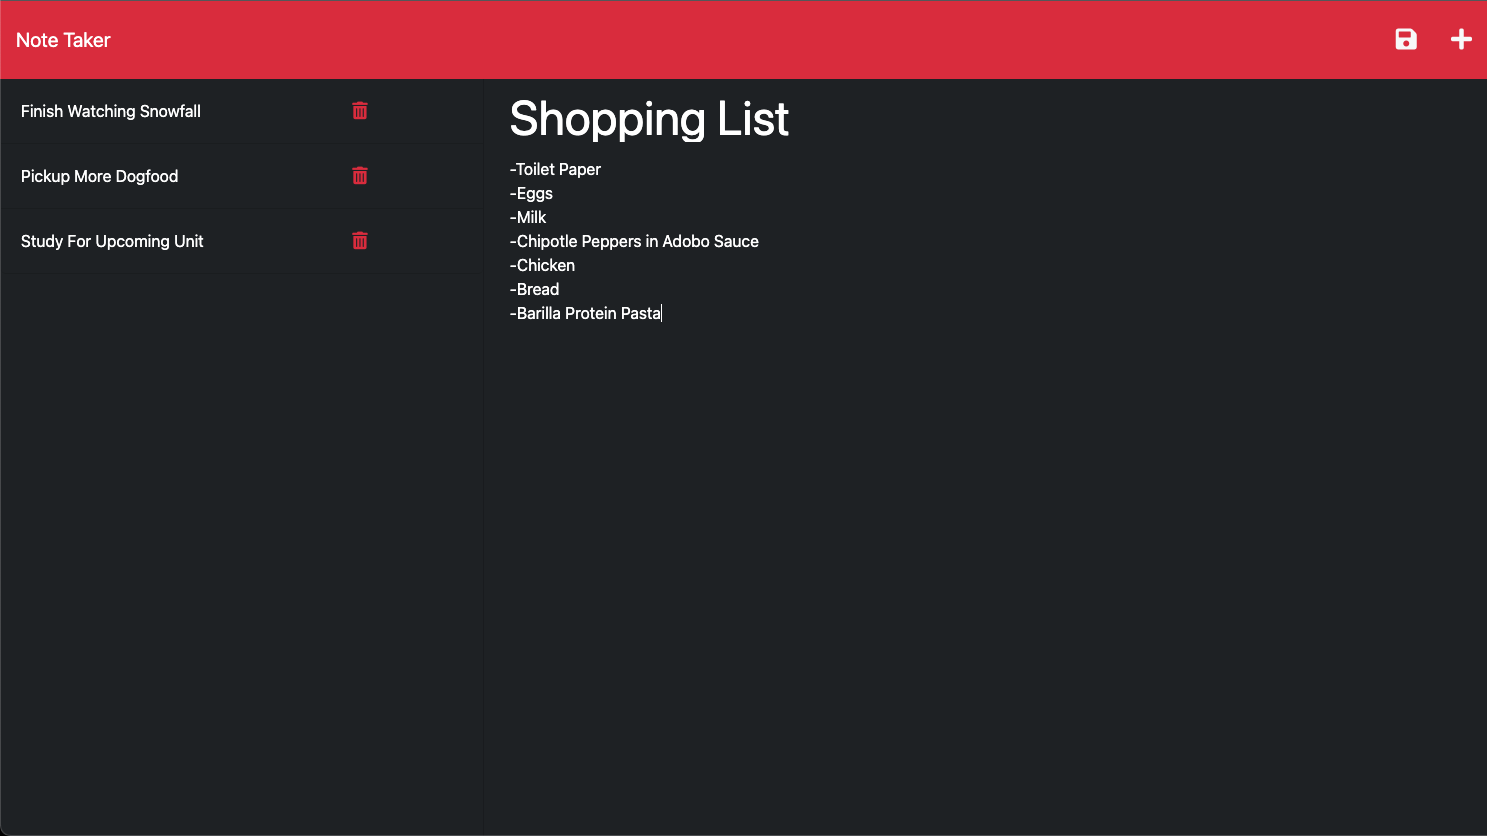 Note Taker
Finish Watching Snowfall
Pickup More Dogfood
Study For Upcoming Unit
Shopping List
-Toilet Paper
-Eggs
-Milk
-Chipotle Peppers in Adobo Sauce
-Chicken
-Bread
-Barilla Protein Pasta